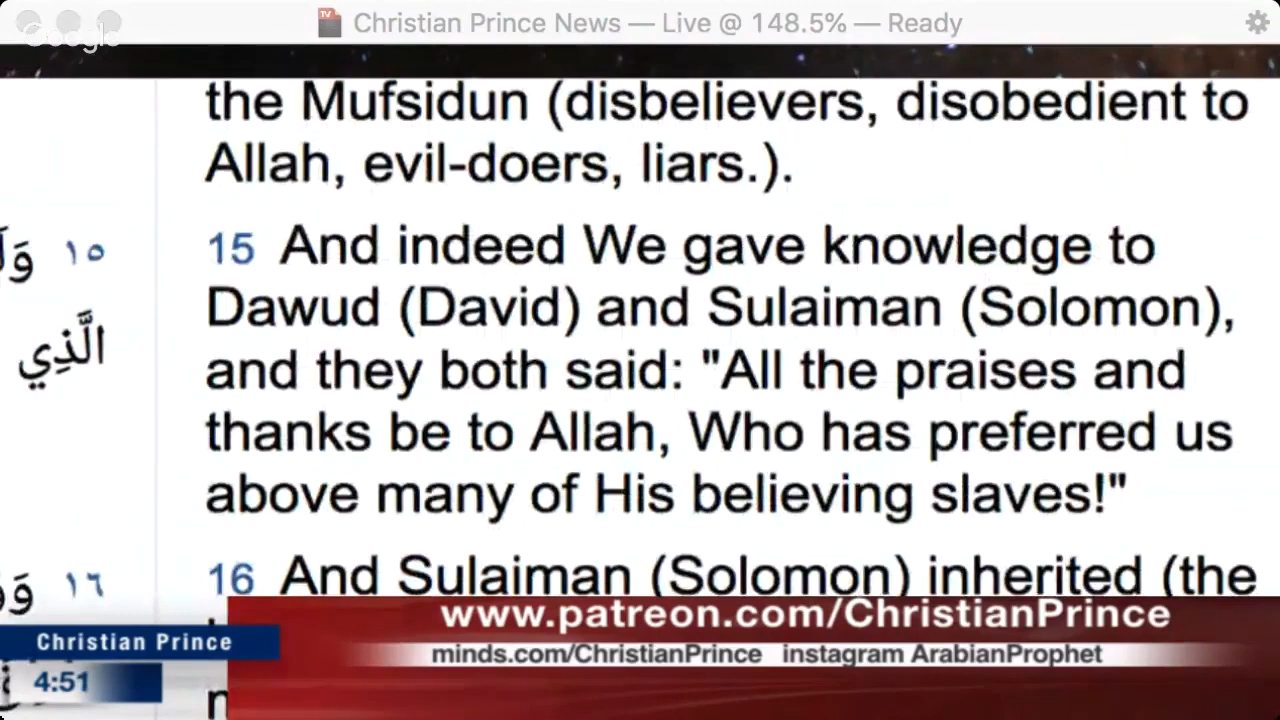 Christian Prince News — Live @ 148.5% — Ready
Google
the Mufsidun (disbelievers, disobedient to
Allah, evil-doers, liars.).
١٥
15 And indeed We gave knowledge to
Dawud (David) and Sulaiman (Solomon),
الَّذِي
and they both said: "All the praises and
thanks be to Allah, Who has preferred us
above many of His believing slaves!"
١٦
16 And Sulaiman (Solomon) inherited (the
www.patreon.com/ChristianPrince
Christian Prince
minds.com/ChristianPrince instagram ArabianProphet
4:51